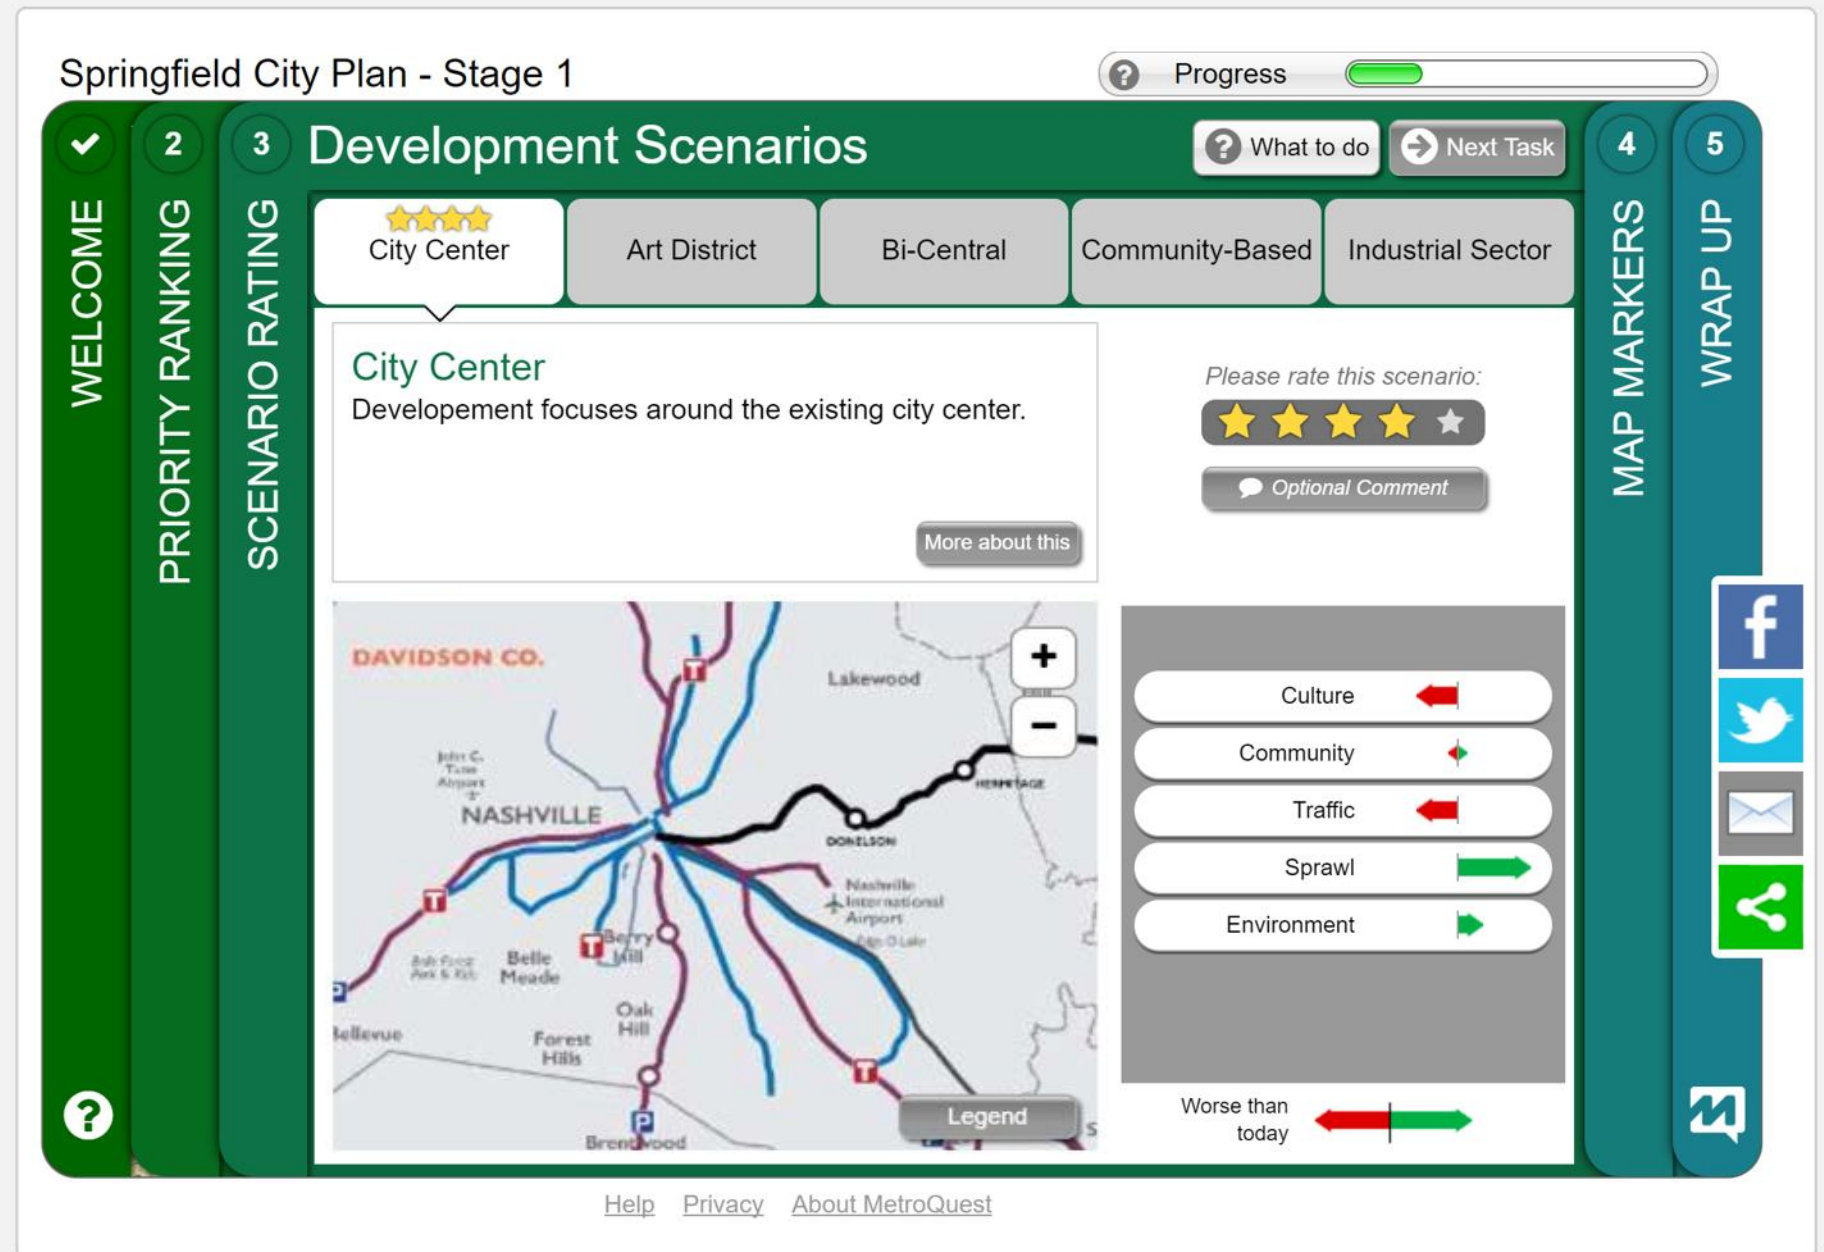 Springfield City Plan - Stage 1
Progress
WELCOME
2
PRIORITY RANKING
3
SCENARIO RATING
Development Scenarios
What to do
Next Task
4
MAP MARKERS
5
WRAP UP
City Center
Art District
Bi-Central
Community-Based
Industrial Sector
City Center
Developement focuses around the existing city center.
More about this
Please rate this scenario:
Optional Comment
DAVIDSON CO.
Lakewood
+
−
John C.
Tune
Airport
NASHVILLE
HERMITAGE
DONELSON
Nashville
International
Airport
T
T
T
T
Berry
Hill
Belle
Meade
Oak
Hill
Forest
Hills
Bellevue
P
P
Brentwood
Legend
Culture
Community
Traffic
Sprawl
Environment
Worse than
today
Help
Privacy
About MetroQuest